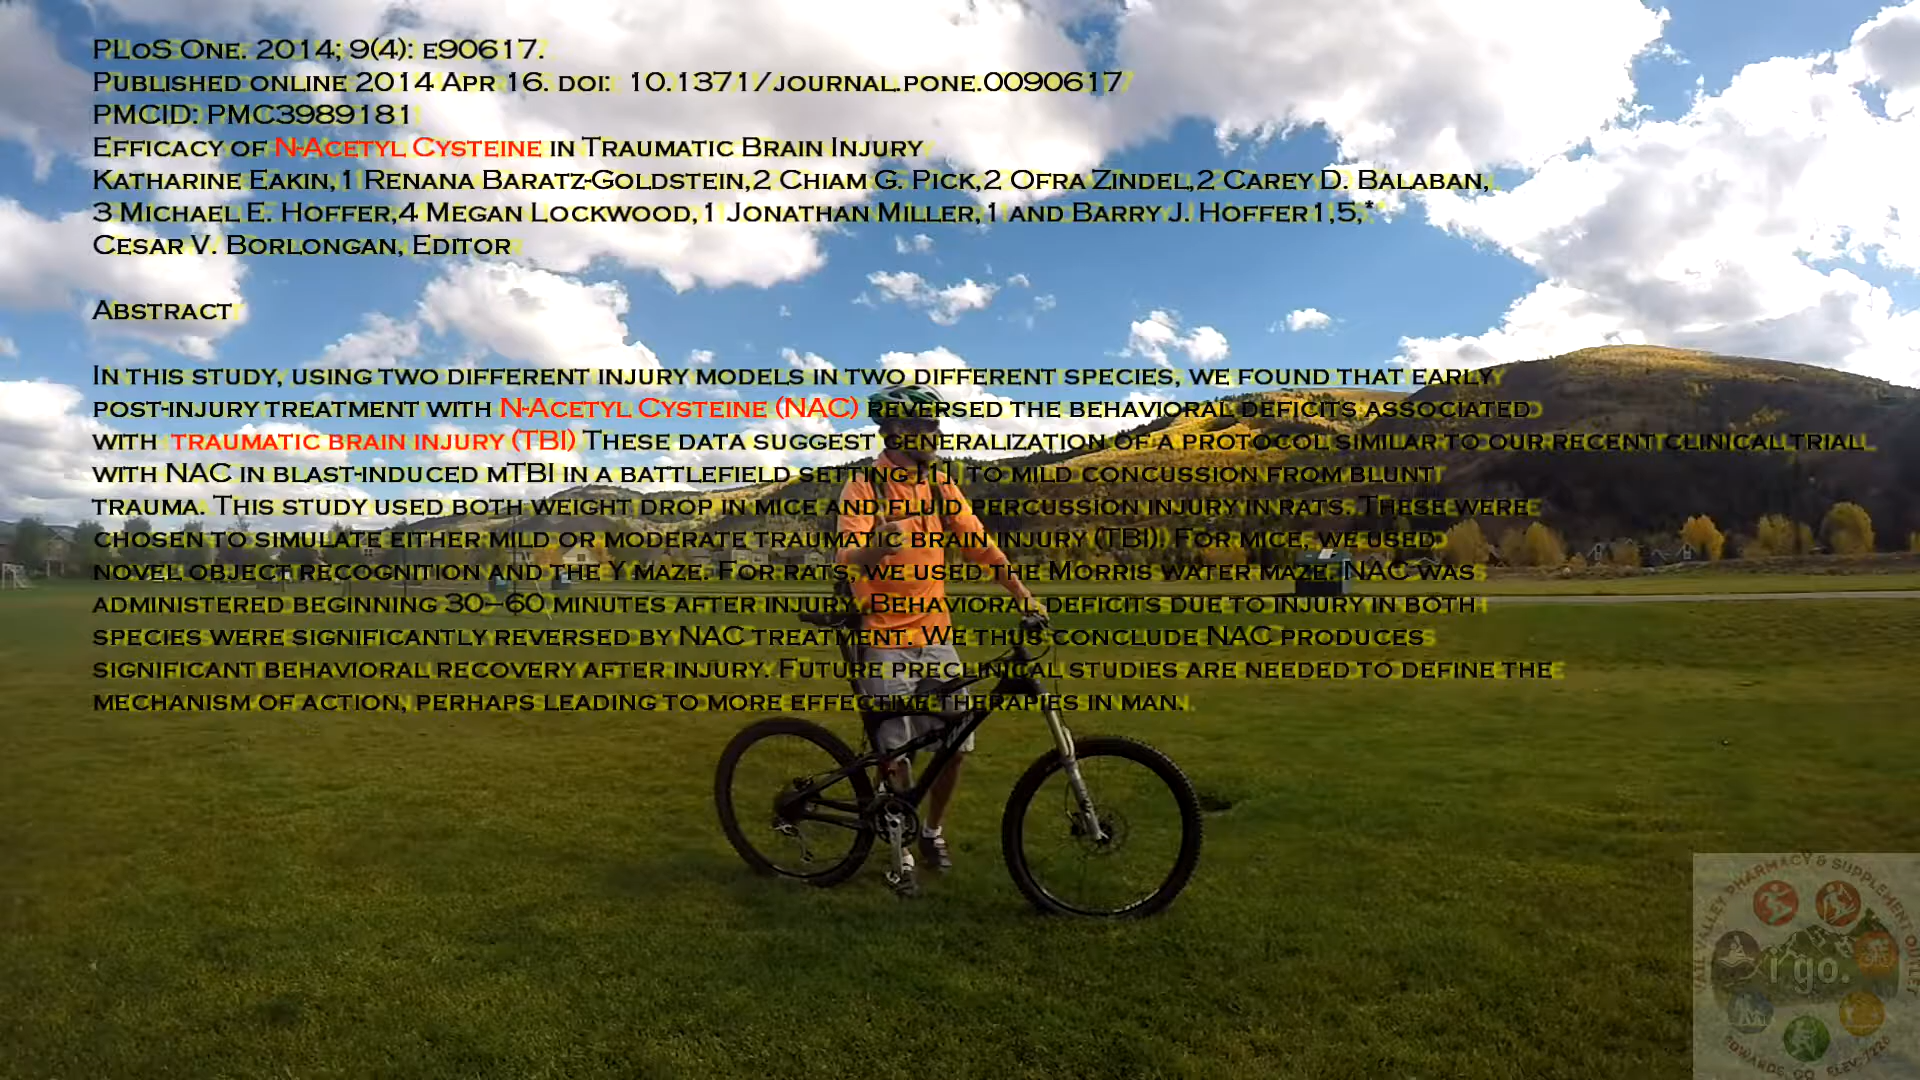 PLoS One. 2014; 9(4): e90617.
Published online 2014 Apr 16. doi: 10.1371/journal.pone.0090617
PMCID: PMC3989181
Efficacy of N-Acetyl Cysteine in Traumatic Brain Injury
Katharine Eakin,1 Renana Baratz-Goldstein,2 Chiam G. Pick,2 Ofra Zindel,2 Carey D. Balaban,
3 Michael E. Hoffer,4 Megan Lockwood,1 Jonathan Miller,1 and Barry J. Hoffer1,5,*
Cesar V. Borlongan, Editor
Abstract
In this study, using two different injury models in two different species, we found that early
post-injury treatment with N-Acetyl Cysteine (NAC) reversed the behavioral deficits associated
with traumatic brain injury (TBI) These data suggest generalization of a protocol similar to our recent clinical trial
with NAC in blast-induced mTBI in a battlefield setting [1], to mild concussion from blunt
trauma. This study used both weight drop in mice and fluid percussion injury in rats. These were
chosen to simulate either mild or moderate traumatic brain injury (TBI). For mice, we used
novel object recognition and the Y maze. For rats, we used the Morris water maze. NAC was
administered beginning 30–60 minutes after injury. Behavioral deficits due to injury in both
species were significantly reversed by NAC treatment. We thus conclude NAC produces
significant behavioral recovery after injury. Future preclinical studies are needed to define the
mechanism of action, perhaps leading to more effective therapies in man.
VAIL VALLEY PHARMACY & SUPPLEMENT OUTLET
go.
EDWARDS, CO ELEV. 7226